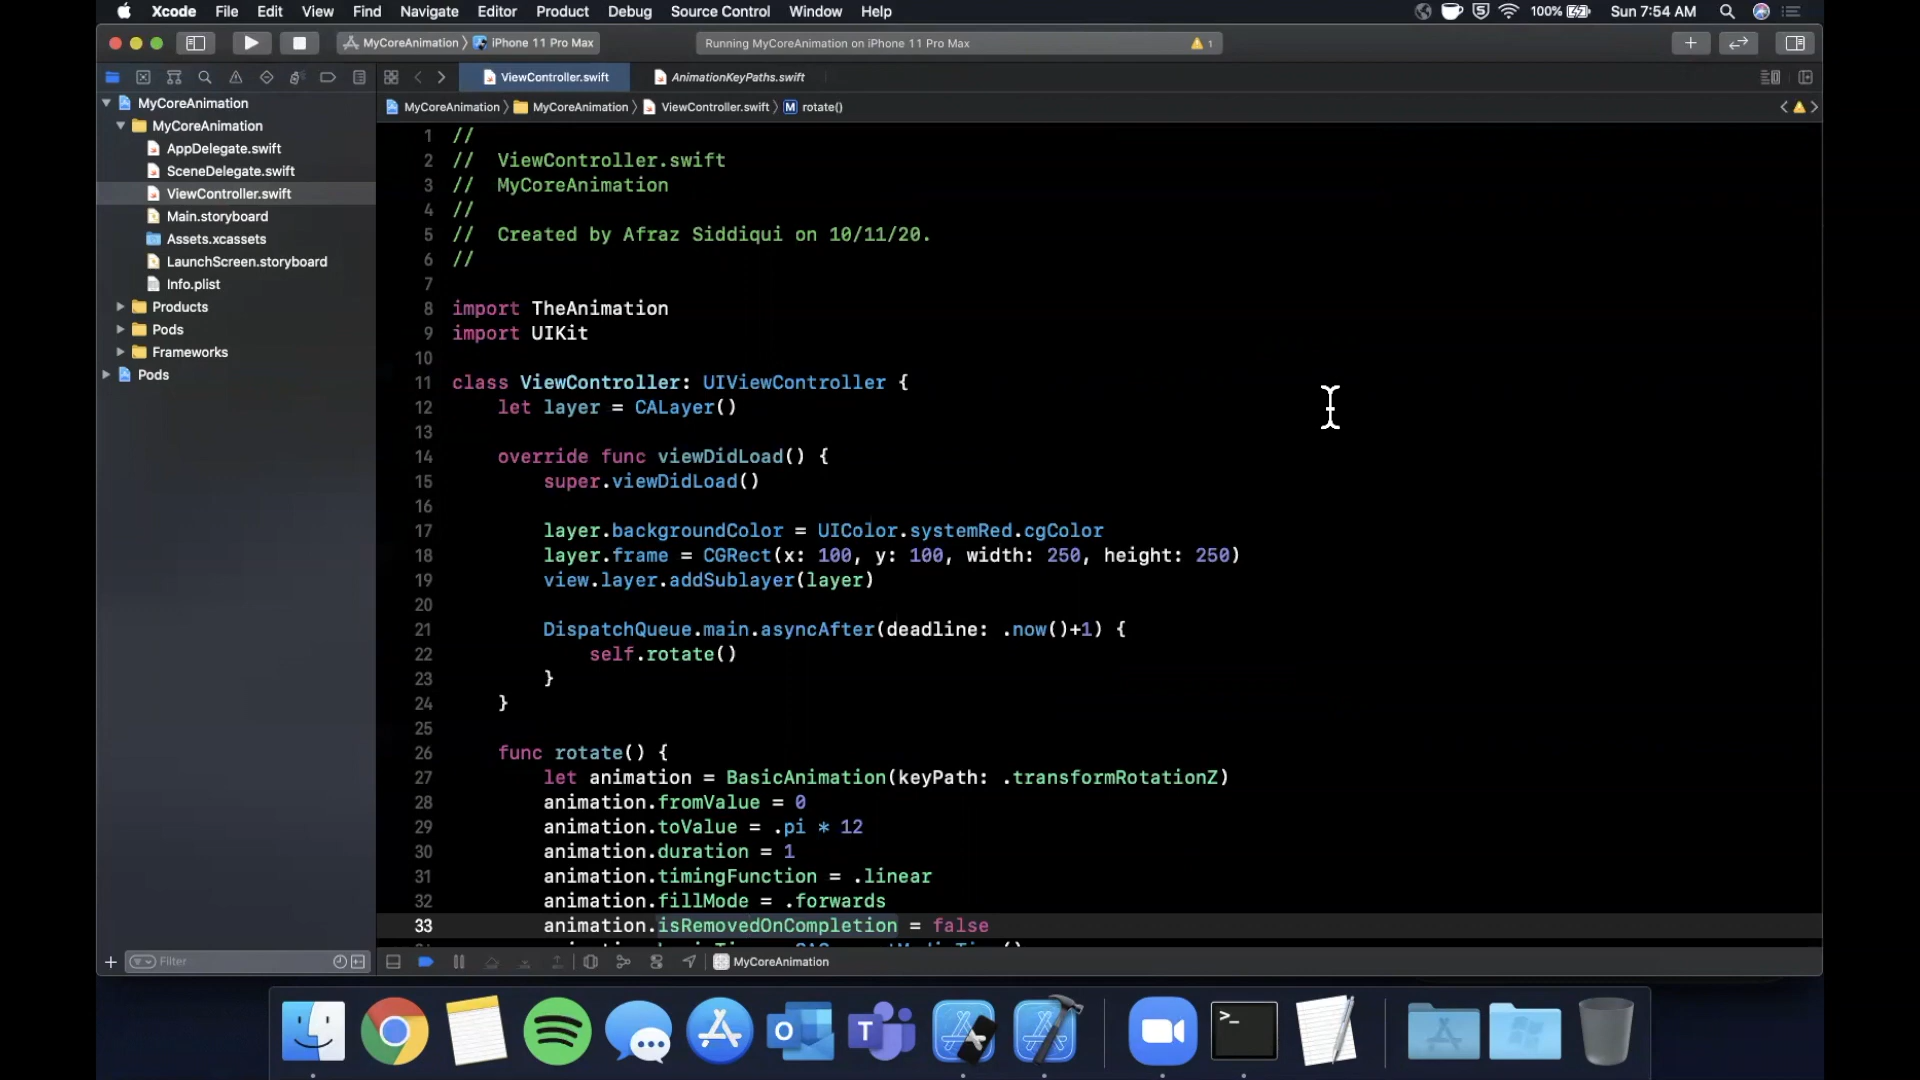 Xcode File Edit View Find Navigate Editor Product Debug Source Control Window Help 100% Sun 7:54 AM
MyCoreAnimation iPhone 11 Pro Max Running MyCoreAnimation on iPhone 11 Pro Max 1
ViewController.swift AnimationKeyPaths.swift
MyCoreAnimation MyCoreAnimation ViewController.swift M rotate()
MyCoreAnimation
MyCoreAnimation
AppDelegate.swift
SceneDelegate.swift
ViewController.swift
Main.storyboard
Assets.xcassets
LaunchScreen.storyboard
Info.plist
Products
Pods
Frameworks
Pods
Filter
1 //
2 // ViewController.swift
3 // MyCoreAnimation
4 //
5 // Created by Afraz Siddiqui on 10/11/20.
6 //
7
8 import TheAnimation
9 import UIKit
10
11 class ViewController: UIViewController {
12 let layer = CALayer()
13
14 override func viewDidLoad() {
15 super.viewDidLoad()
16
17 layer.backgroundColor = UIColor.systemRed.cgColor
18 layer.frame = CGRect(x: 100, y: 100, width: 250, height: 250)
19 view.layer.addSublayer(layer)
20
21 DispatchQueue.main.asyncAfter(deadline: .now()+1) {
22 self.rotate()
23 }
24 }
25
26 func rotate() {
27 let animation = BasicAnimation(keyPath: .transformRotationZ)
28 animation.fromValue = 0
29 animation.toValue = .pi * 12
30 animation.duration = 1
31 animation.timingFunction = .linear
32 animation.fillMode = .forwards
33 animation.isRemovedOnCompletion = false
MyCoreAnimation